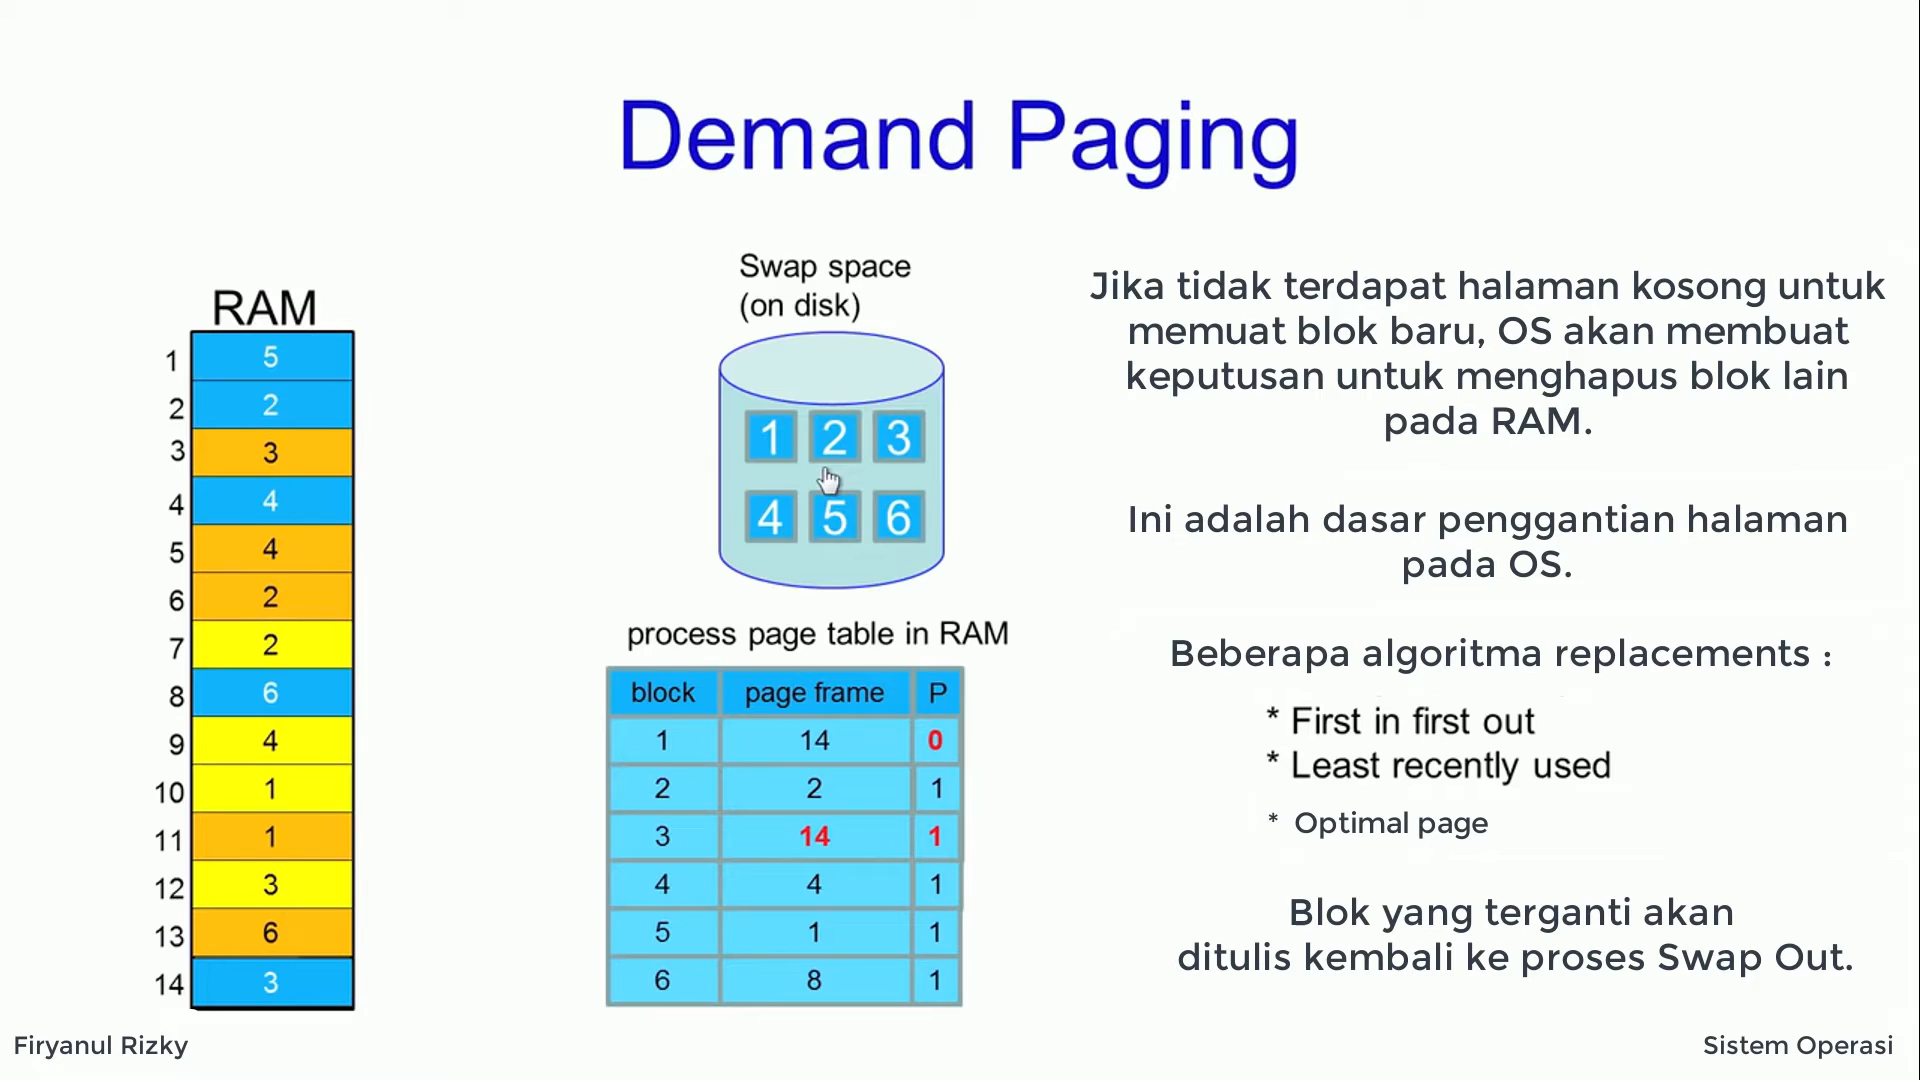 Demand Paging
RAM
1 5
2 2
3 3
4 4
5 4
6 2
7 2
8 6
9 4
10 1
11 1
12 3
13 6
14 3
Swap space
(on disk)
1 2 3
4 5 6
process page table in RAM
block page frame P
1 14 0
2 2 1
3 14 1
4 4 1
5 1 1
6 8 1
Jika tidak terdapat halaman kosong untuk
memuat blok baru, OS akan membuat
keputusan untuk menghapus blok lain
pada RAM.
Ini adalah dasar penggantian halaman
pada OS.
Beberapa algoritma replacements :
* First in first out
* Least recently used
* Optimal page
Blok yang terganti akan
ditulis kembali ke proses Swap Out.
Firyanul Rizky
Sistem Operasi